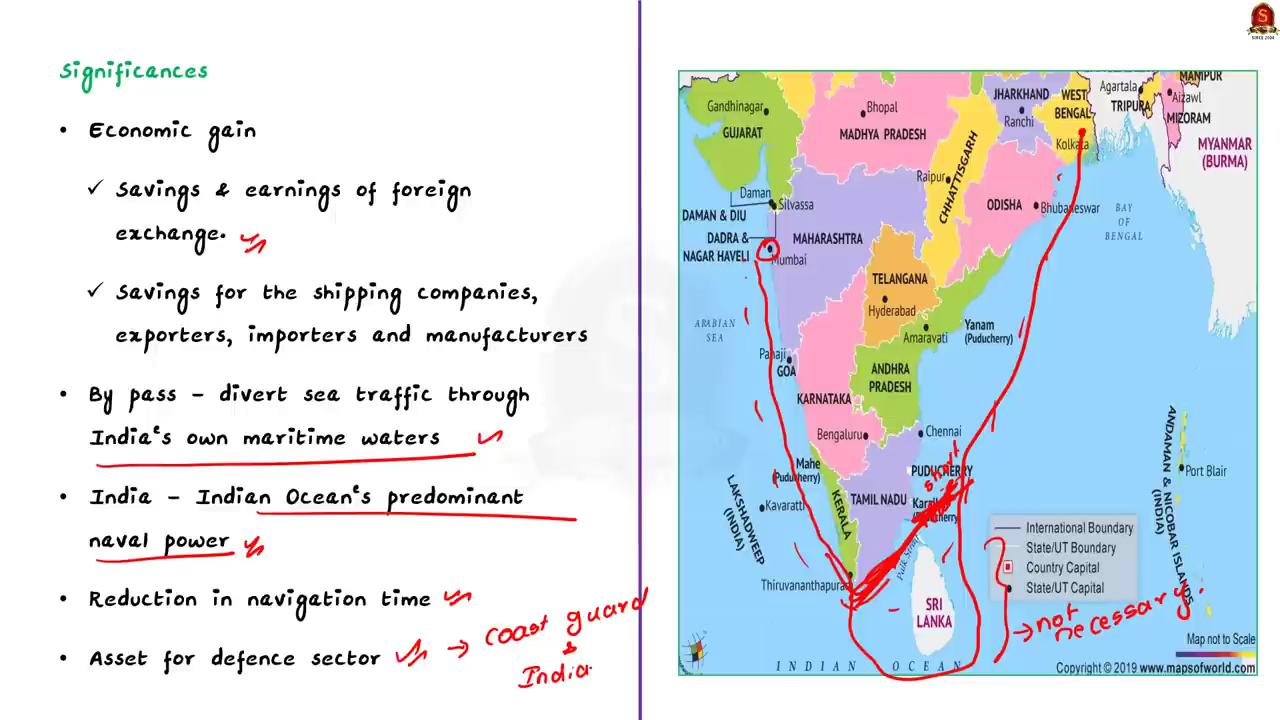 Significances
• Economic gain
✓ Savings & earnings of foreign
exchange.
✓ Savings for the shipping companies,
exporters, importers and manufacturers
• By pass – divert sea traffic through
India's own maritime waters
• India – Indian Ocean's predominant
naval power
• Reduction in navigation time
• Asset for defence sector → Coast guard
&
India.
SINCE 2004
MANIPUR
JHARKHAND
WEST
BENGAL
Agartala
TRIPURA
Aizawl
MIZORAM
Gandhinagar
GUJARAT
Bhopal
MADHYA PRADESH
Ranchi
Kolkata
MYANMAR
(BURMA)
Raipur
CHHATTISGARH
Daman
Silvassa
DAMAN & DIU
ODISHA
Bhubaneswar
BAY
OF
BENGAL
DADRA &
NAGAR HAVELI
MAHARASHTRA
Mumbai
TELANGANA
Hyderabad
ARABIAN
SEA
Yanam
(Puducherry)
Amaravati
Panaji
GOA
ANDHRA
PRADESH
KARNATAKA
Bengaluru
Chennai
Mahe
(Puducherry)
PUDUCHERRY
short
KERALA
TAMIL NADU
LAKSHADWEEP
(INDIA)
Kavaratti
Palk Strait
Port Blair
ANDAMAN & NICOBAR ISLANDS
(INDIA)
International Boundary
State/UT Boundary
Country Capital
State/UT Capital
Thiruvananthapuram
SRI
LANKA
→ not
necessary.
Map not to Scale
INDIAN OCEAN
Copyright © 2019 www.mapsofworld.com